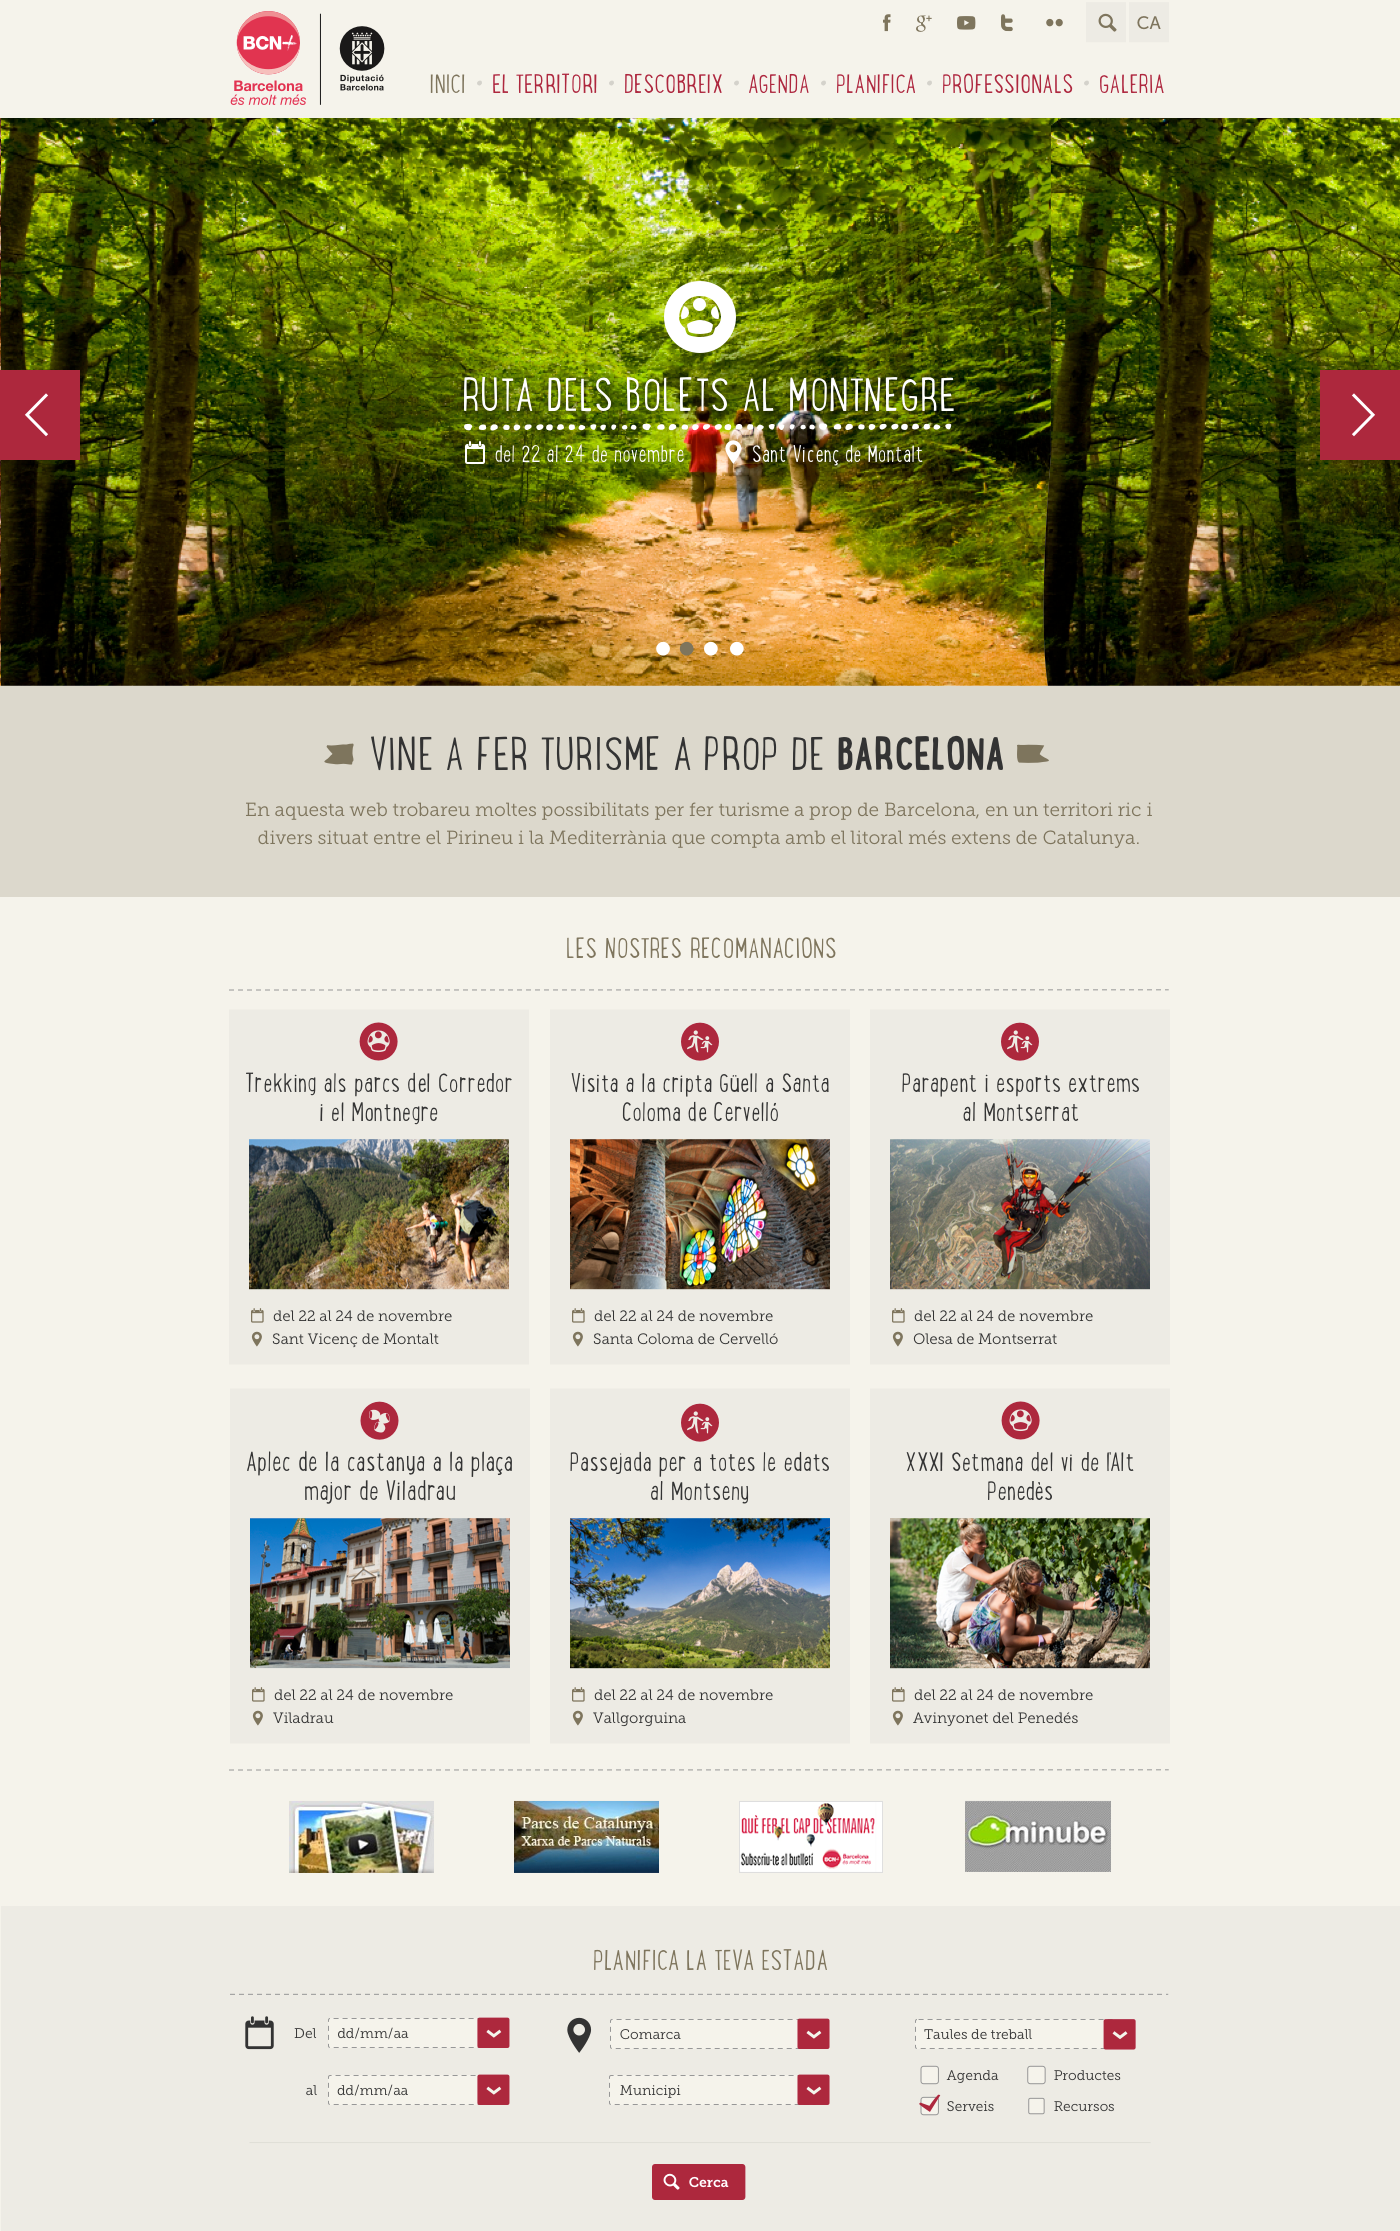 BCN+
Barcelona
és molt més
Diputació
Barcelona
CA
INICI · EL TERRITORI · DESCOBREIX · AGENDA · PLANIFICA · PROFESSIONALS · GALERIA
RUTA DELS BOLETS AL MONTNEGRE
del 22 al 24 de novembre Sant Vicenç de Montalt
VINE A FER TURISME A PROP DE BARCELONA
En aquesta web trobareu moltes possibilitats per fer turisme a prop de Barcelona, en un territori ric i
divers situat entre el Pirineu i la Mediterrània que compta amb el litoral més extens de Catalunya.
LES NOSTRES RECOMANACIONS
Trekking als parcs del Corredor
i el Montnegre
del 22 al 24 de novembre
Sant Vicenç de Montalt
Visita a la cripta Güell a Santa
Coloma de Cervelló
del 22 al 24 de novembre
Santa Coloma de Cervelló
Parapent i esports extrems
al Montserrat
del 22 al 24 de novembre
Olesa de Montserrat
Aplec de la castanya a la plaça
major de Viladrau
del 22 al 24 de novembre
Viladrau
Passejada per a totes le edats
al Montseny
del 22 al 24 de novembre
Vallgorguina
XXXI Setmana del vi de l'Alt
Penedès
del 22 al 24 de novembre
Avinyonet del Penedés
Parcs de Catalunya
Xarxa de Parcs Naturals
QUÈ FER EL CAP DE SETMANA?
Subscriu-te al butlletí
BCN+ Barcelona
és molt més
minube
PLANIFICA LA TEVA ESTADA
Del dd/mm/aa
al dd/mm/aa
Comarca
Municipi
Taules de treball
Agenda Productes
Serveis Recursos
Cerca